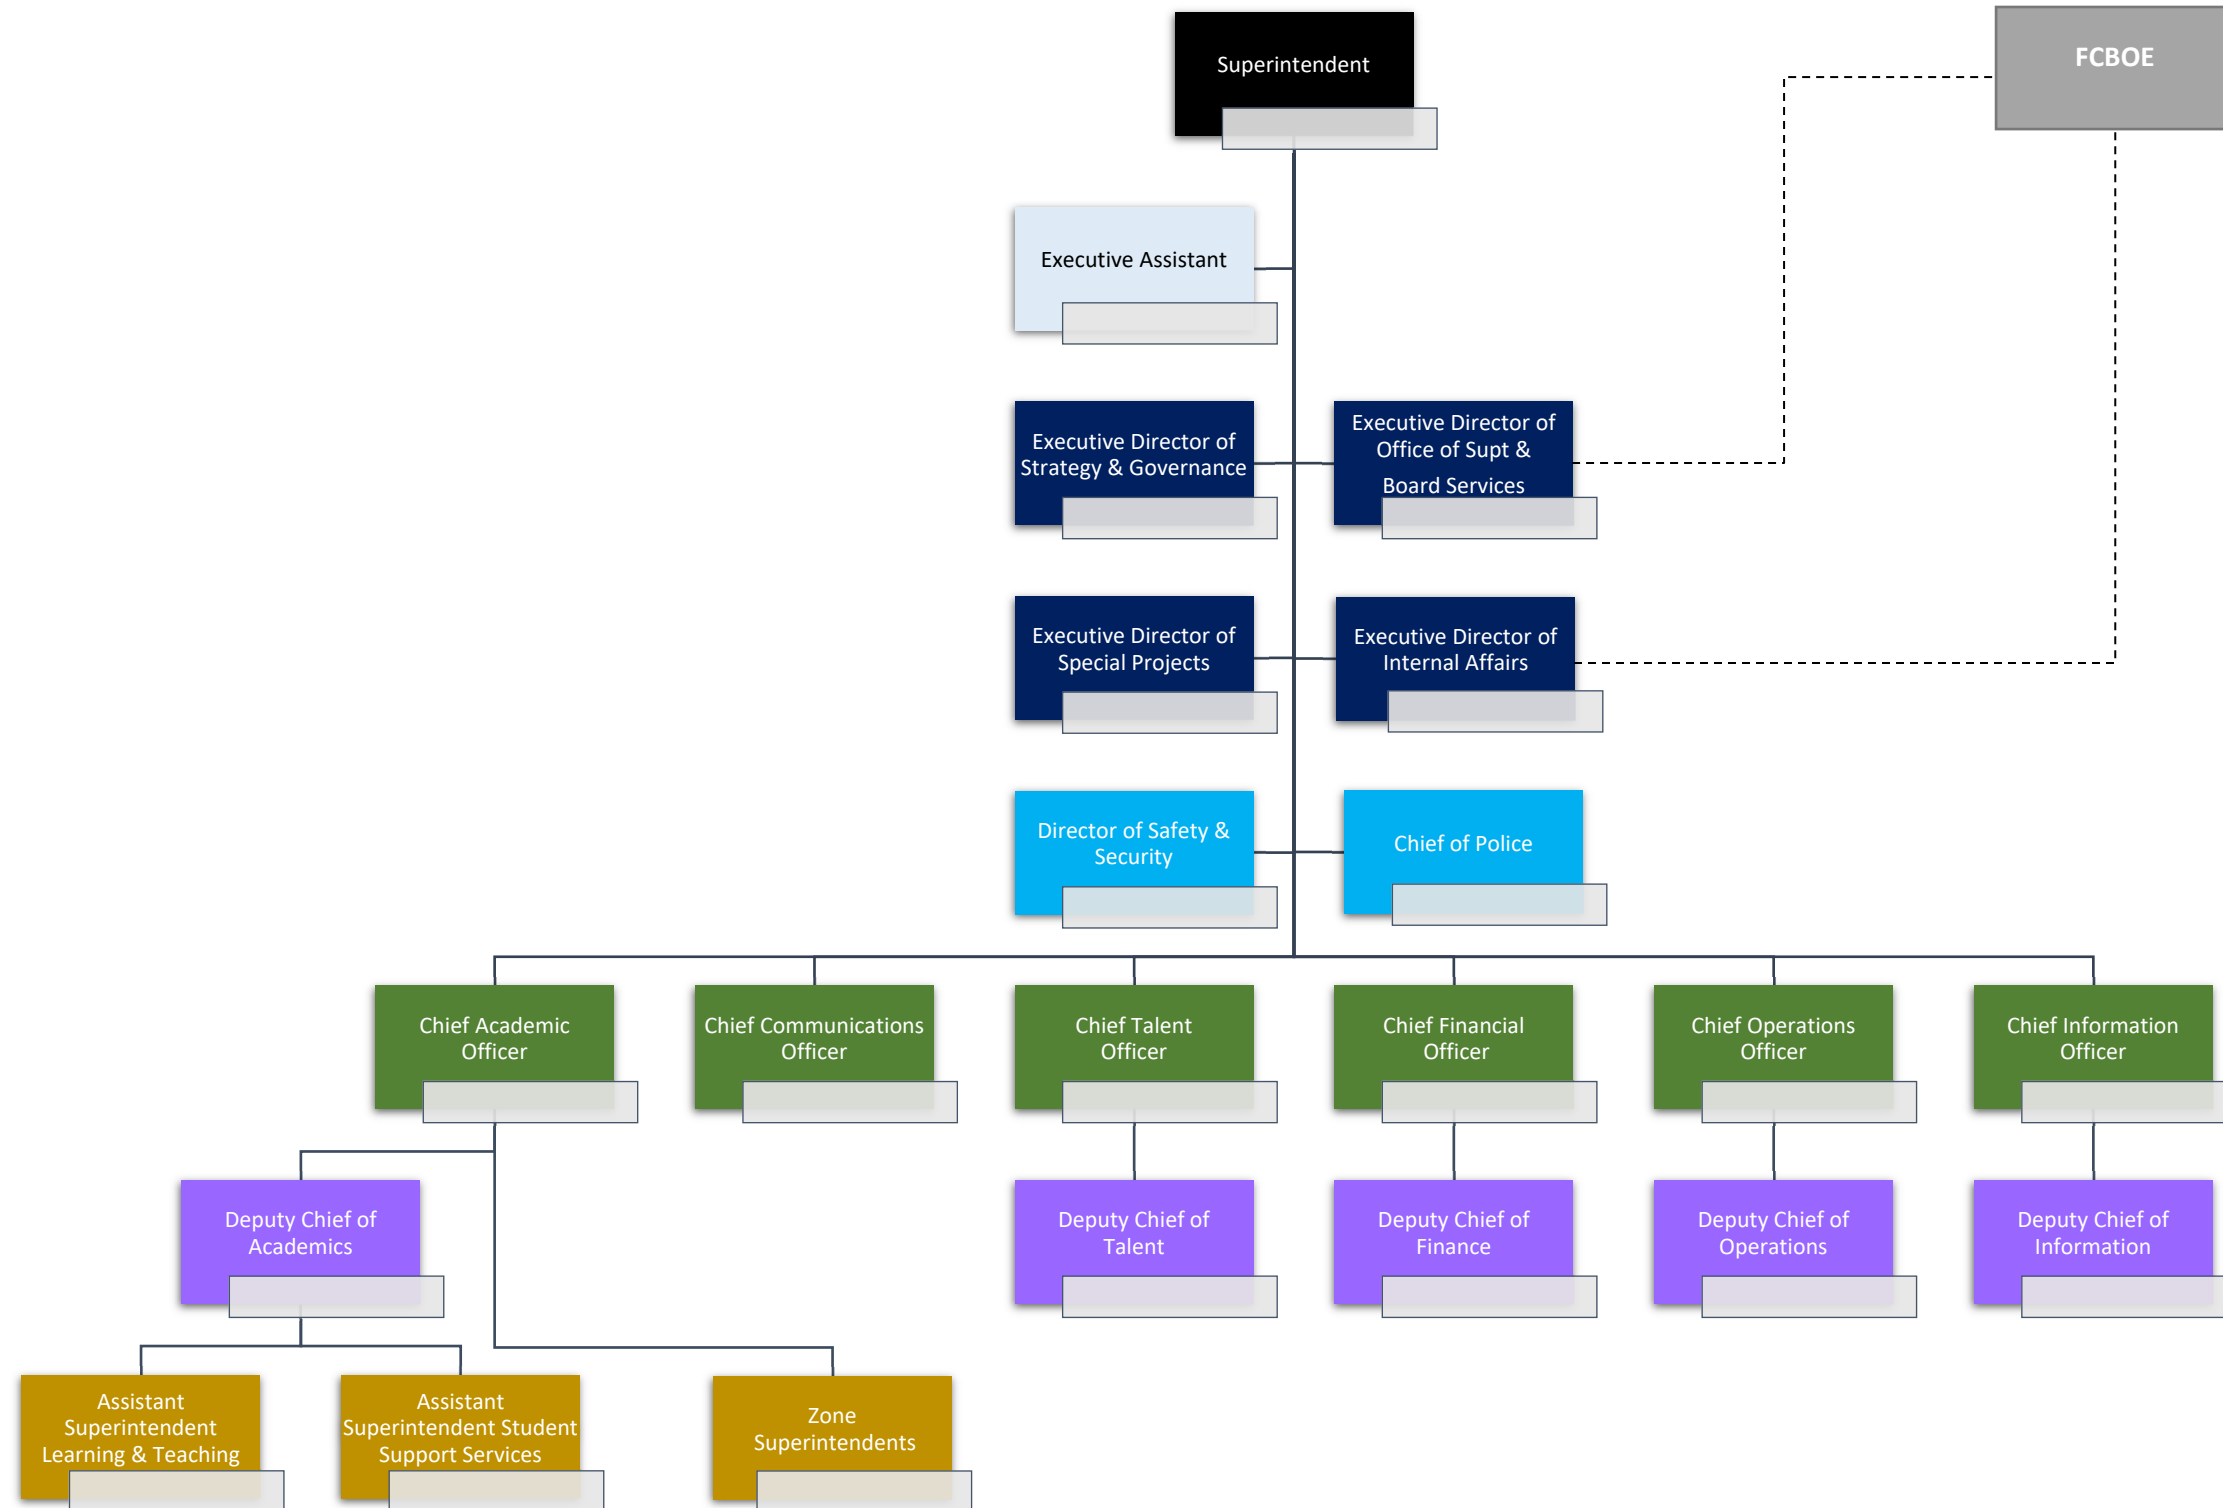 Superintendent
FCBOE
Executive Assistant
Executive Director of
Strategy & Governance
Executive Director of
Office of Supt &
Board Services
Executive Director of
Special Projects
Executive Director of
Internal Affairs
Director of Safety &
Security
Chief of Police
Chief Academic
Officer
Chief Communications
Officer
Chief Talent
Officer
Chief Financial
Officer
Chief Operations
Officer
Chief Information
Officer
Deputy Chief of
Academics
Deputy Chief of
Talent
Deputy Chief of
Finance
Deputy Chief of
Operations
Deputy Chief of
Information
Assistant
Superintendent
Learning & Teaching
Assistant
Superintendent Student
Support Services
Zone
Superintendents